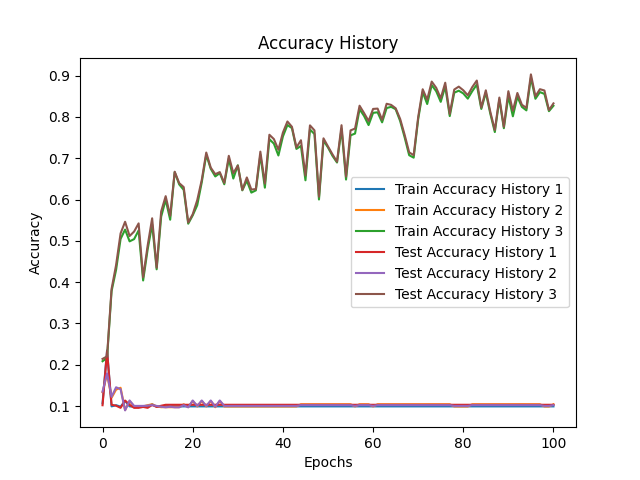 Accuracy History
0.9
0.8
0.7
0.6
0.5
0.4
0.3
0.2
0.1
Accuracy
Train Accuracy History 1
Train Accuracy History 2
Train Accuracy History 3
Test Accuracy History 1
Test Accuracy History 2
Test Accuracy History 3
0 20 40 60 80 100
Epochs